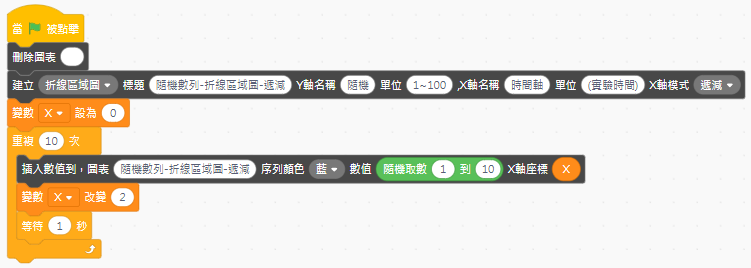 當 被點擊
刪除圖表
建立 折線區域圖 標題 隨機數列-折線區域圖-遞減 Y軸名稱 隨機 單位 1~100 ,X軸名稱 時間軸 單位 (實驗時間) X軸模式 遞減
變數 X 設為 0
重複 10 次
插入數值到，圖表 隨機數列-折線區域圖-遞減 序列顏色 藍 數值 隨機取數 1 到 10 X軸座標 X
變數 X 改變 2
等待 1 秒